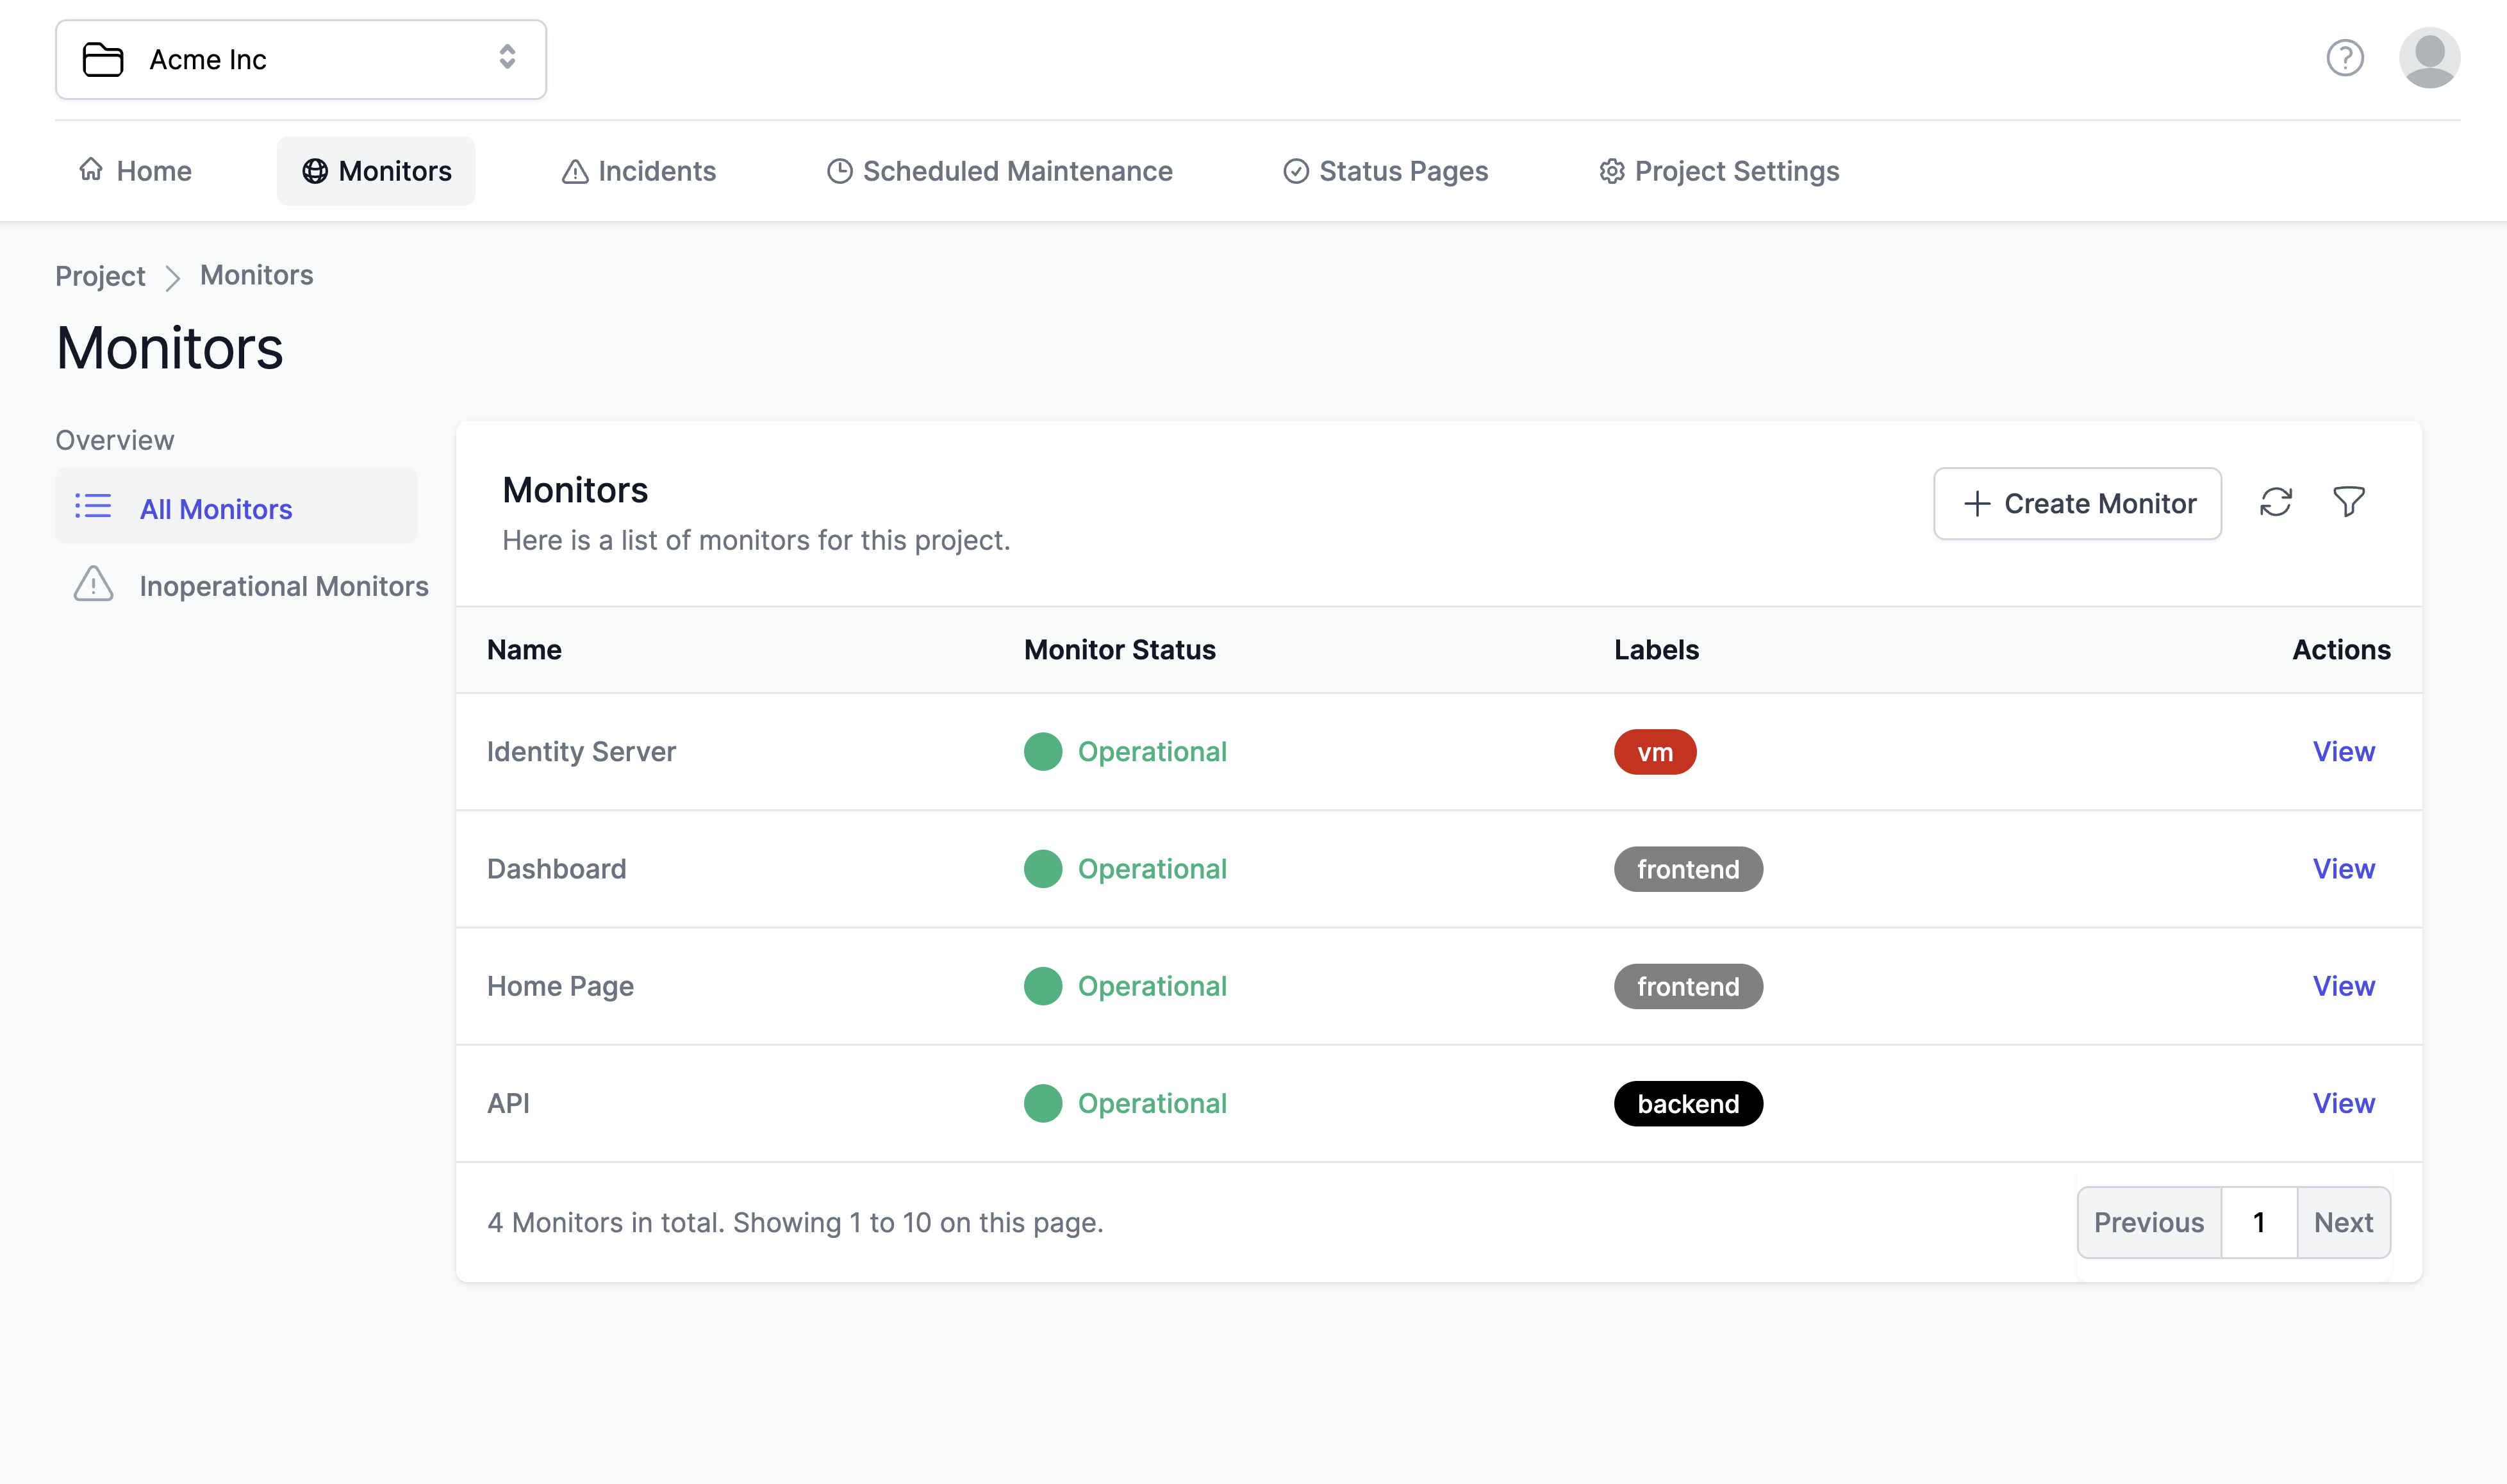 Acme Inc
Home Monitors Incidents Scheduled Maintenance Status Pages Project Settings
Project Monitors
Monitors
Overview
All Monitors
Inoperational Monitors
Monitors
Here is a list of monitors for this project.
Create Monitor
Name Monitor Status Labels Actions
Identity Server Operational vm View
Dashboard Operational frontend View
Home Page Operational frontend View
API Operational backend View
4 Monitors in total. Showing 1 to 10 on this page.
Previous 1 Next